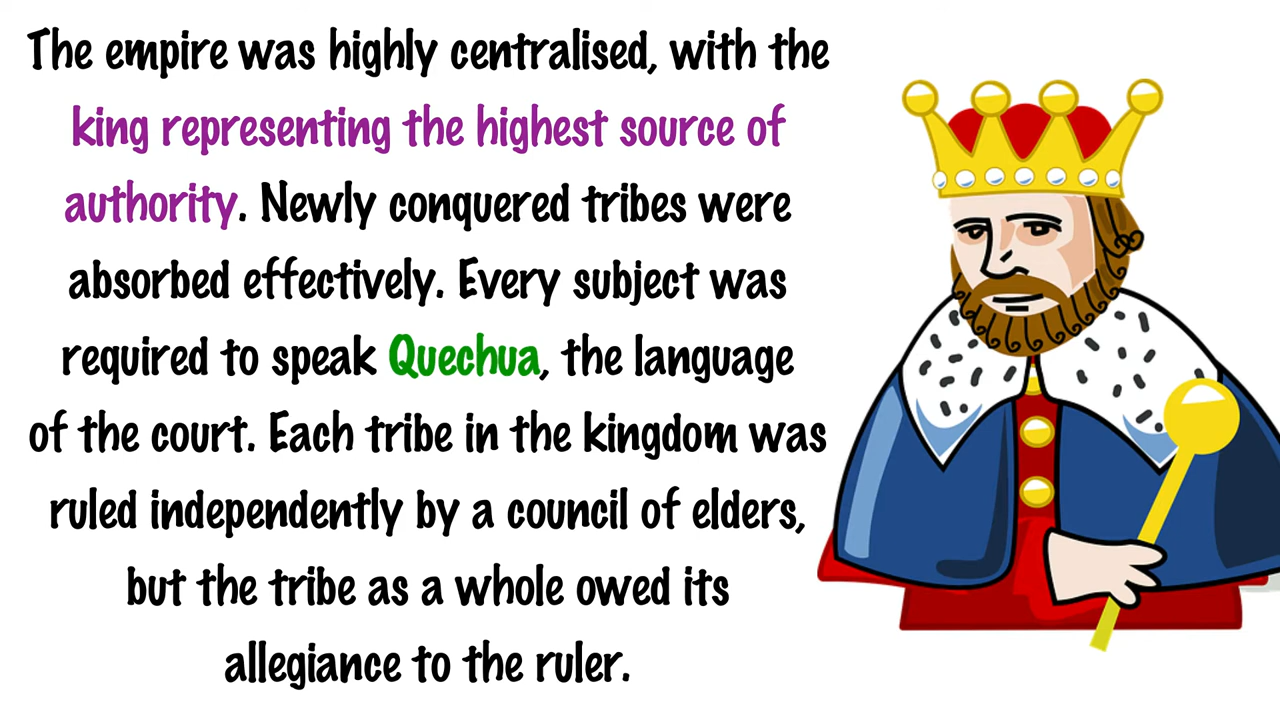 The empire was highly centralised, with the
king representing the highest source of
authority. Newly conquered tribes were
absorbed effectively. Every subject was
required to speak Quechua, the language
of the court. Each tribe in the kingdom was
ruled independently by a council of elders,
but the tribe as a whole owed its
allegiance to the ruler.